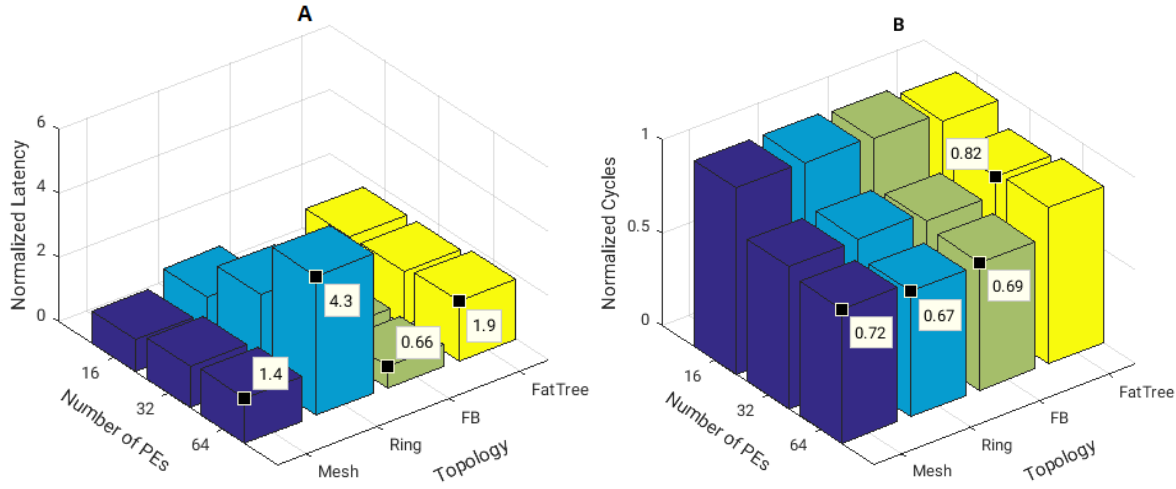 A
Normalized Latency
6
4
2
0
16
32
64
Number of PEs
Mesh
Ring
FB
FatTree
Topology
1.4
4.3
0.66
1.9
B
Normalized Cycles
1
0.5
0
16
32
64
Number of PEs
Mesh
Ring
FB
FatTree
Topology
0.72
0.67
0.69
0.82